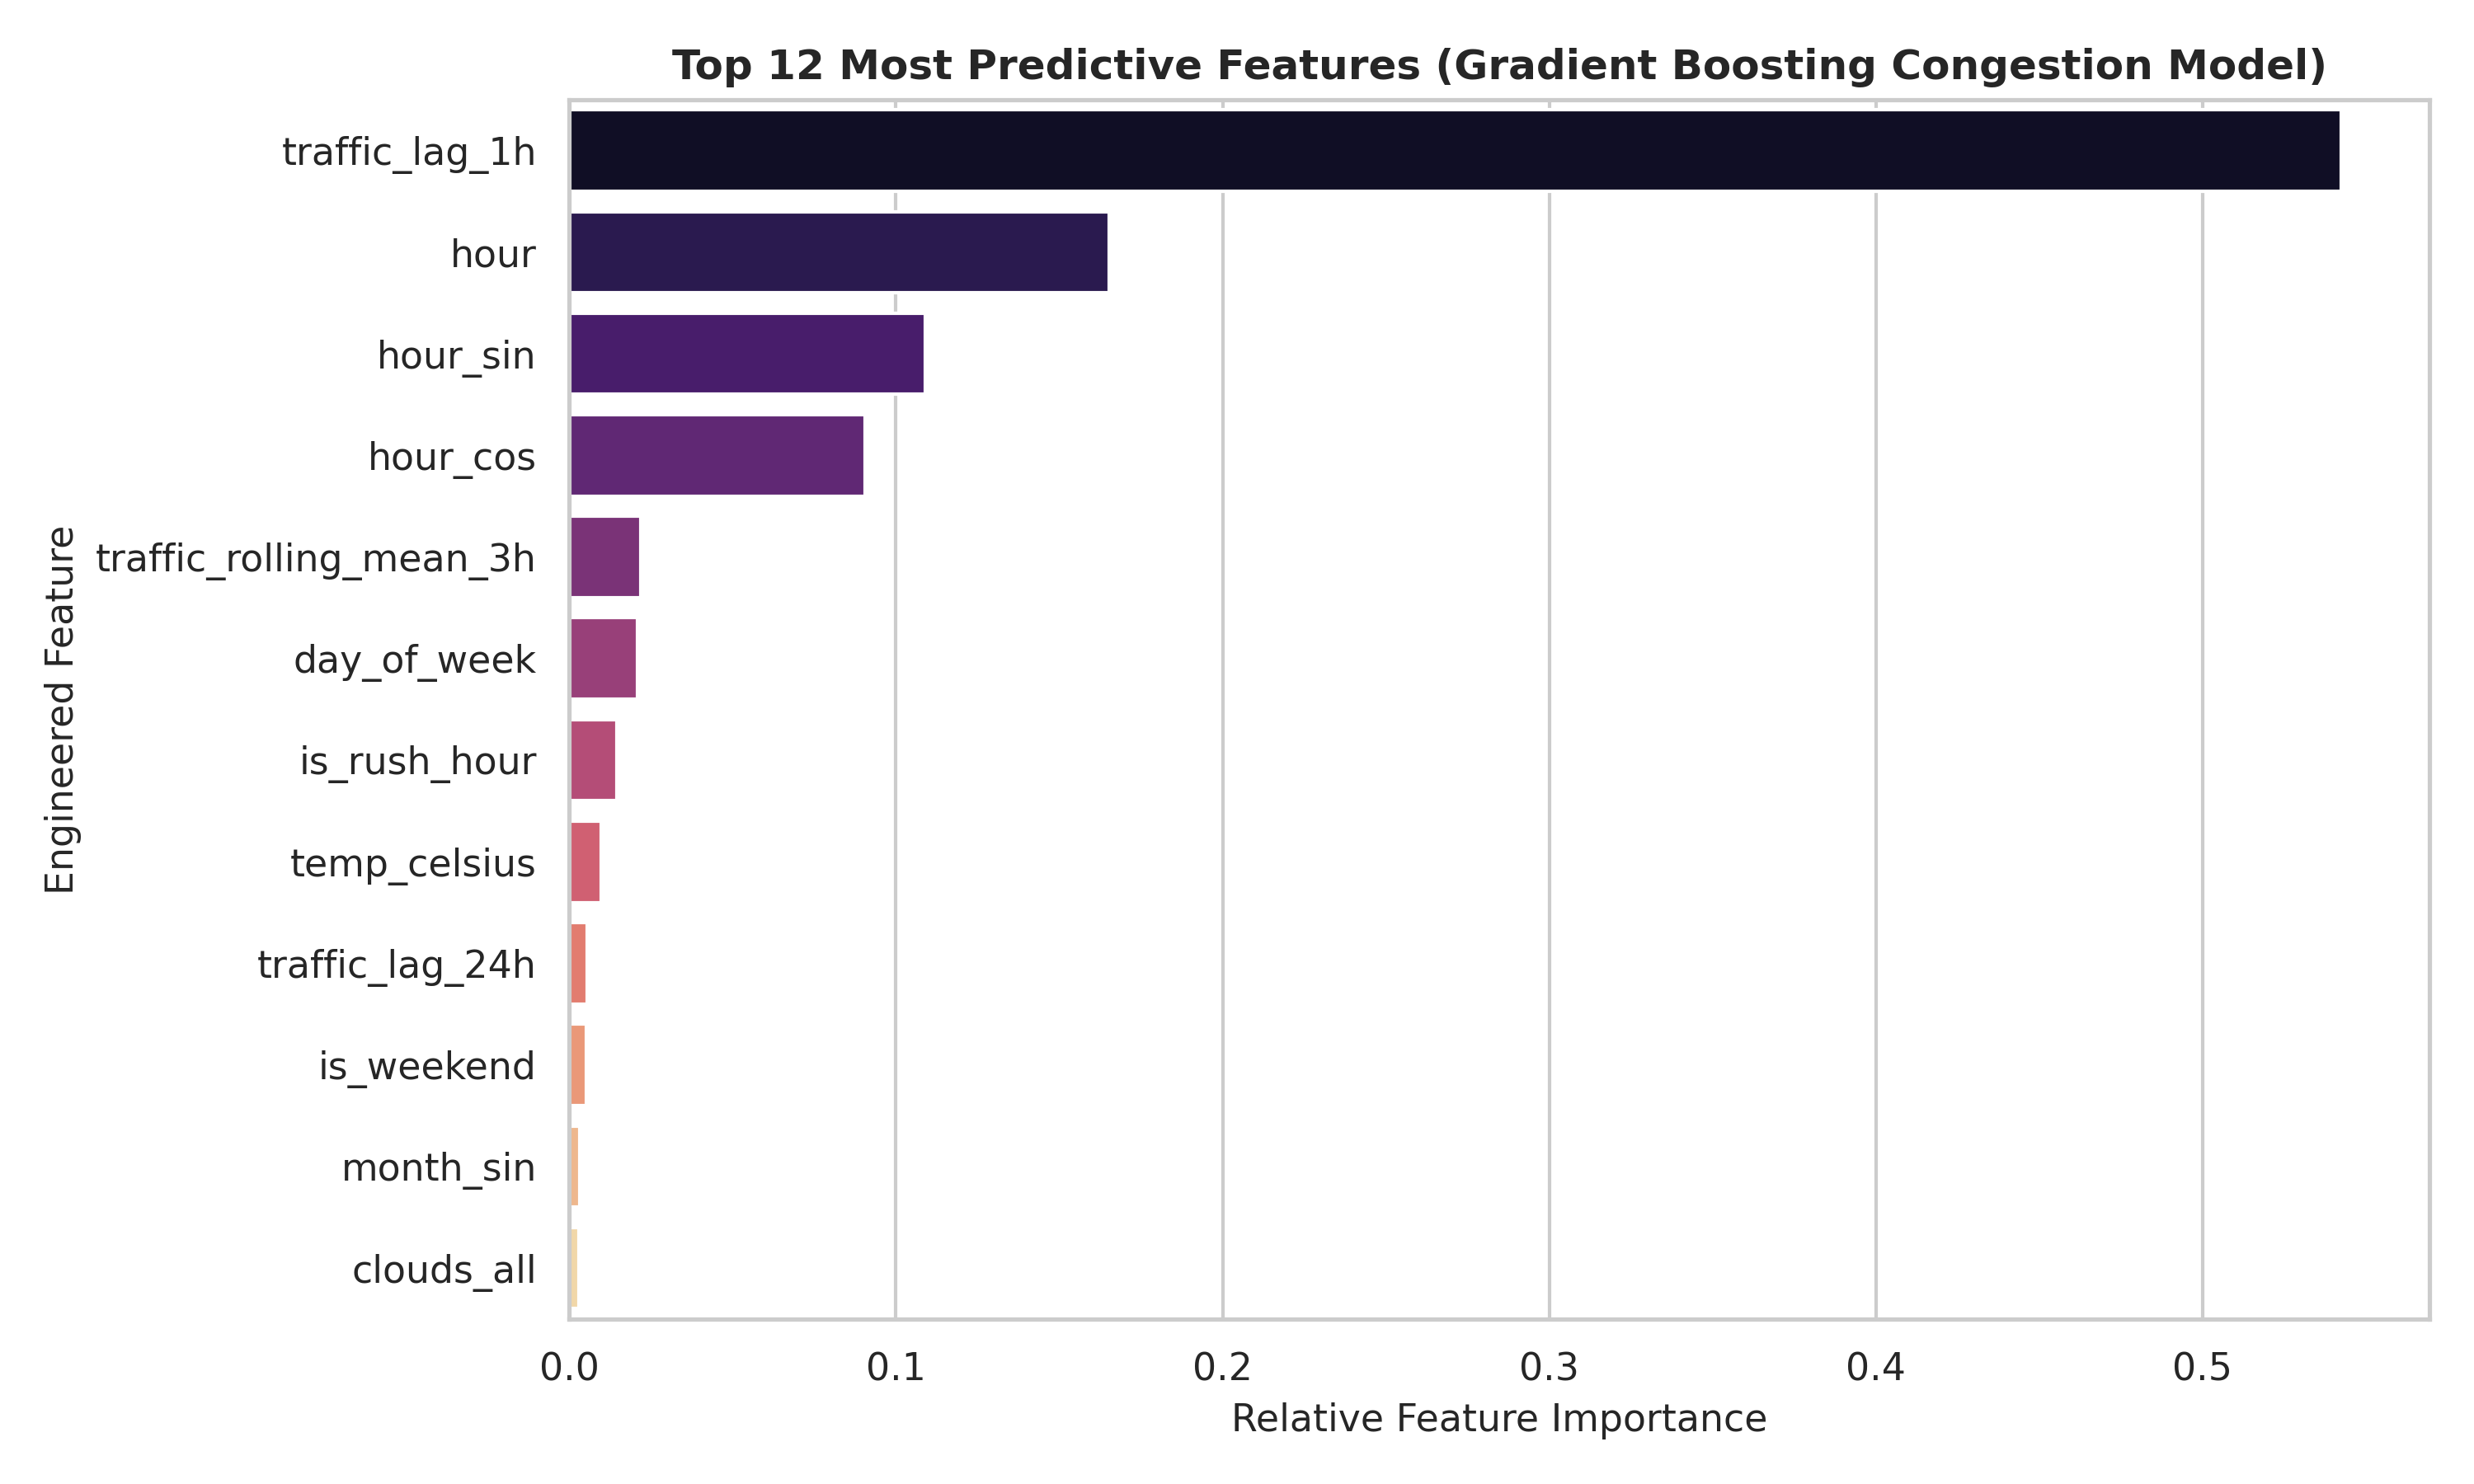 Top 12 Most Predictive Features (Gradient Boosting Congestion Model)
traffic_lag_1h
hour
hour_sin
hour_cos
traffic_rolling_mean_3h
day_of_week
is_rush_hour
temp_celsius
traffic_lag_24h
is_weekend
month_sin
clouds_all
Engineered Feature
0.0 0.1 0.2 0.3 0.4 0.5
Relative Feature Importance